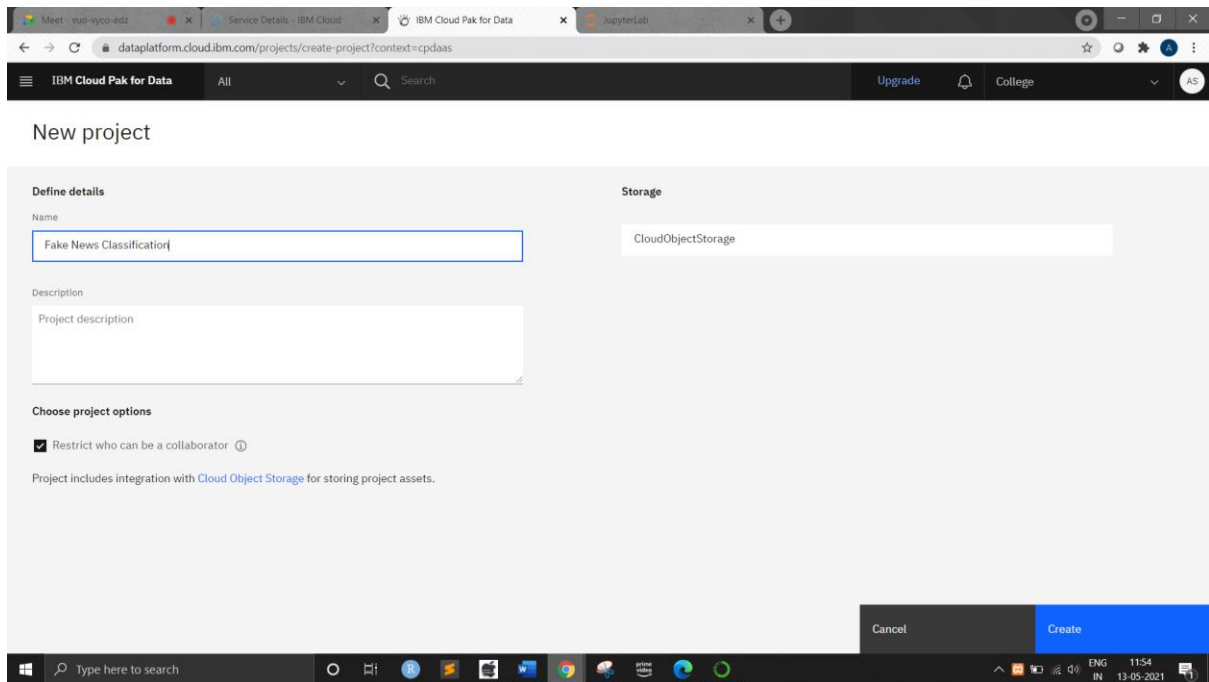 Meet - vuo-vyco-edz
Service Details - IBM Cloud
IBM Cloud Pak for Data
JupyterLab
dataplatform.cloud.ibm.com/projects/create-project?context=cpdaas
A
IBM Cloud Pak for Data
All
Search
Upgrade
College
AS
New project
Define details
Storage
Name
Fake News Classification
CloudObjectStorage
Description
Project description
Choose project options
Restrict who can be a collaborator
Project includes integration with Cloud Object Storage for storing project assets.
Cancel
Create
Type here to search
R
W
prime video
ENG
IN
11:54
13-05-2021
1